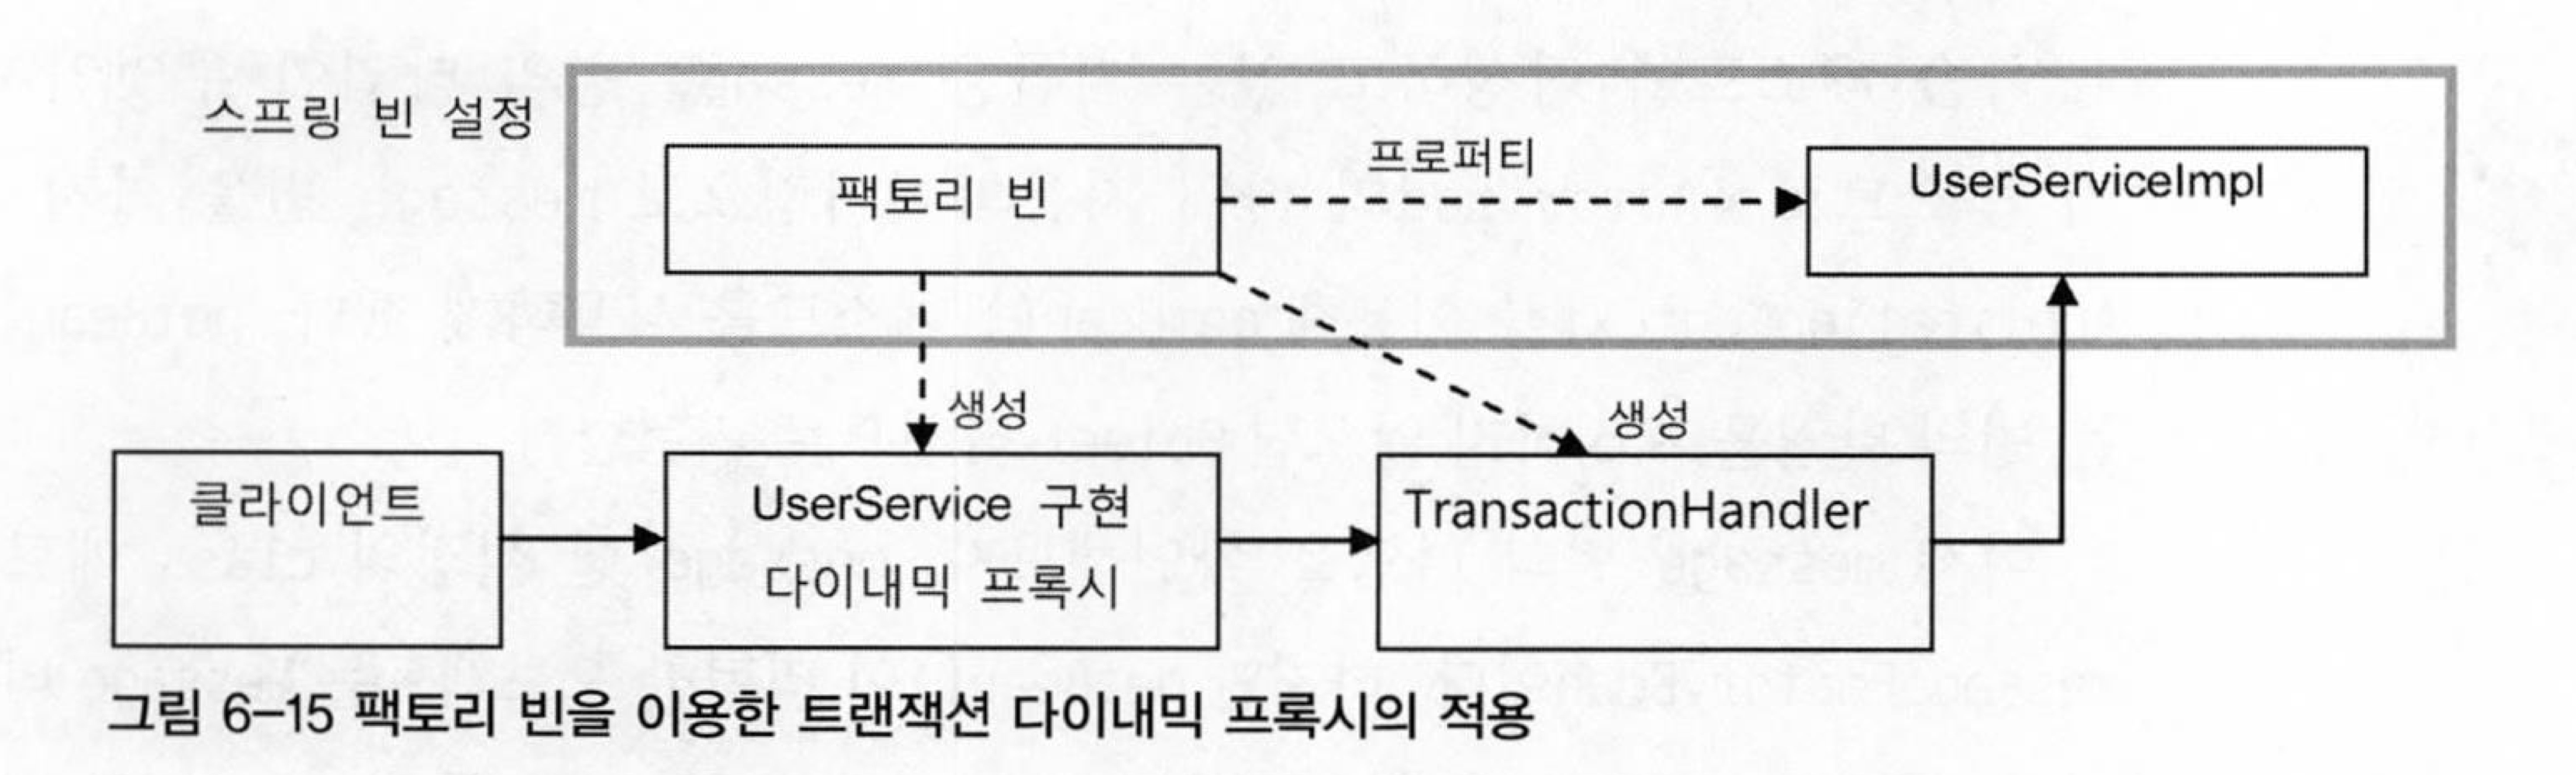 스프링 빈 설정
팩토리 빈
프로퍼티
UserServiceImpl
생성
생성
클라이언트
UserService 구현
다이내믹 프록시
TransactionHandler
그림 6-15 팩토리 빈을 이용한 트랜잭션 다이내믹 프록시의 적용